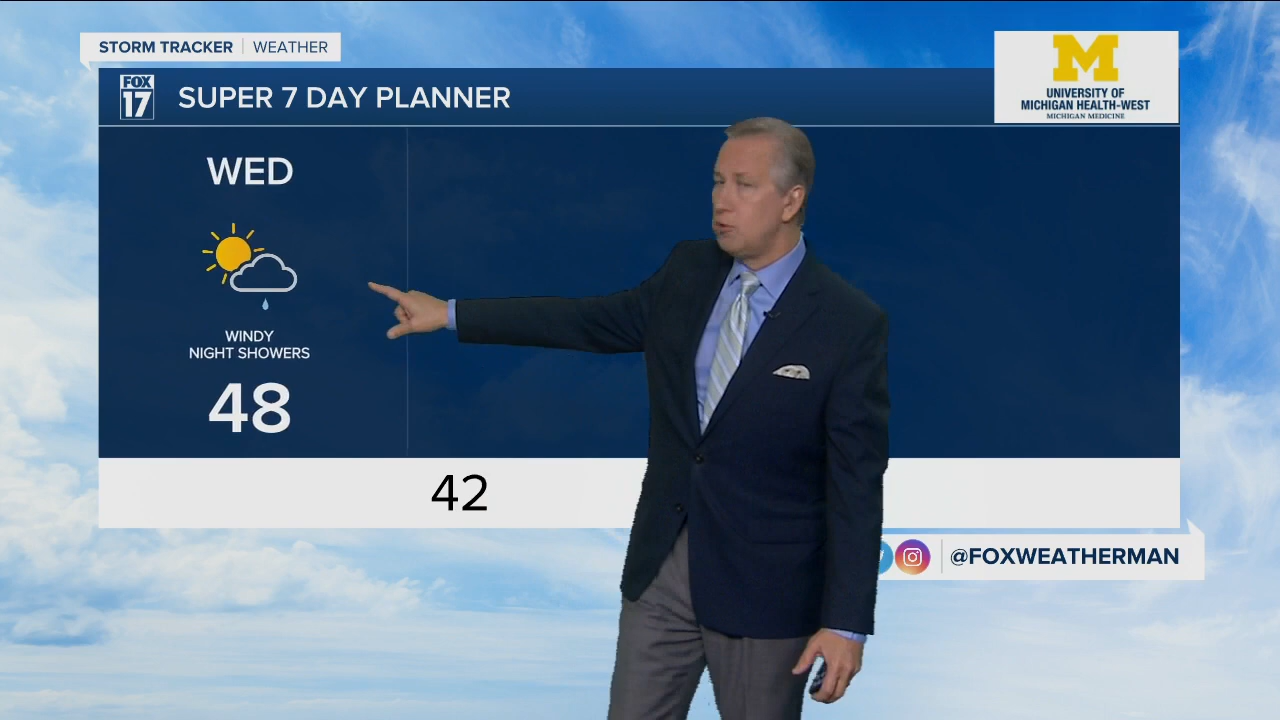 STORM TRACKER | WEATHER
FOX
17
SUPER 7 DAY PLANNER
M
UNIVERSITY OF
MICHIGAN HEALTH-WEST
MICHIGAN MEDICINE
WED
WINDY
NIGHT SHOWERS
48
42
@FOXWEATHERMAN